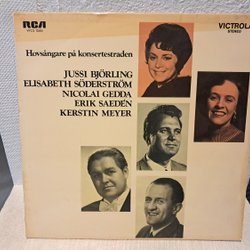 RCA
VICTROLA
STEREO
Hovsångare på konsertestraden
JUSSI BJÖRLING
ELISABETH SÖDERSTRÖM
NICOLAI GEDDA
ERIK SAEDÉN
KERSTIN MEYER